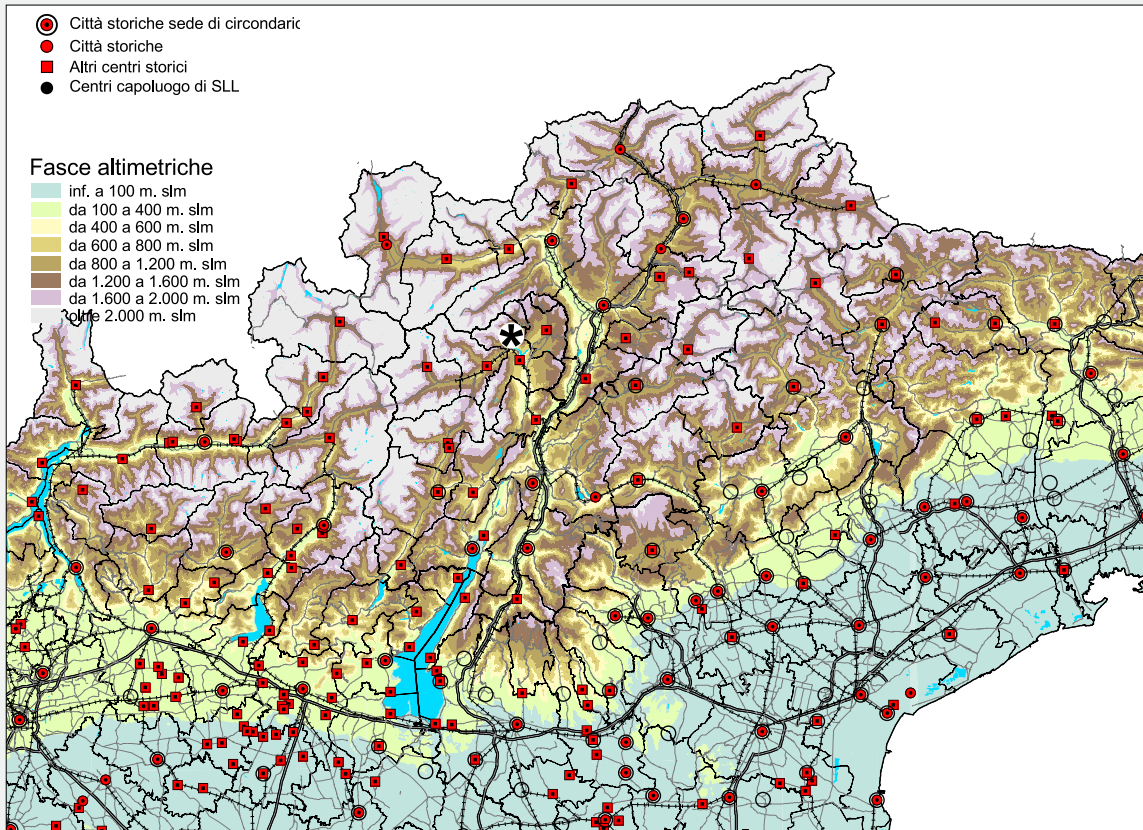 Città storiche sede di circondario
Città storiche
Altri centri storici
Centri capoluogo di SLL
Fasce altimetriche
inf. a 100 m. slm
da 100 a 400 m. slm
da 400 a 600 m. slm
da 600 a 800 m. slm
da 800 a 1.200 m. slm
da 1.200 a 1.600 m. slm
da 1.600 a 2.000 m. slm
oltre 2.000 m. slm
*